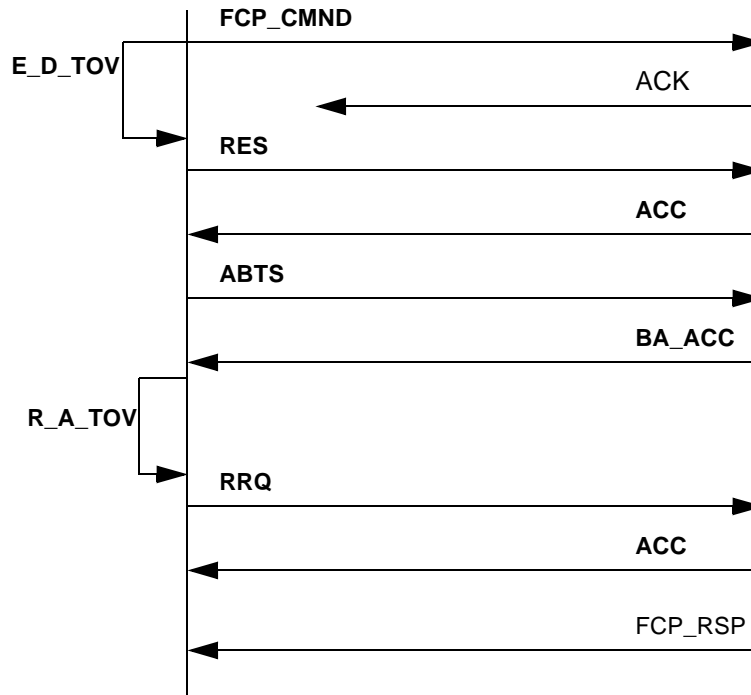 FCP_CMND
E_D_TOV
ACK
RES
ACC
ABTS
BA_ACC
R_A_TOV
RRQ
ACC
FCP_RSP